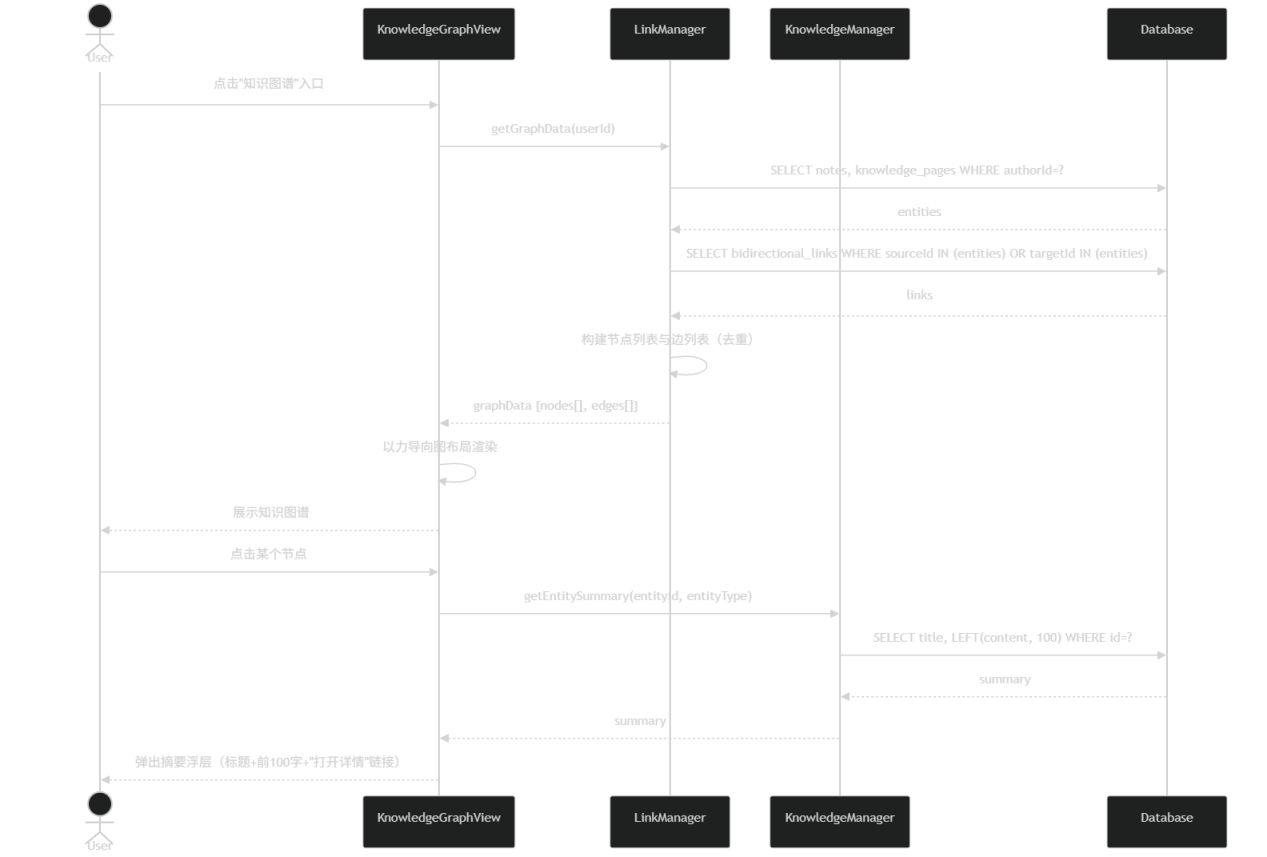 User
KnowledgeGraphView
LinkManager
KnowledgeManager
Database
点击"知识图谱"入口
getGraphData(userId)
SELECT notes, knowledge_pages WHERE authorId=?
entities
SELECT bidirectional_links WHERE sourceId IN (entities) OR targetId IN (entities)
links
构建节点列表与边列表（去重）
graphData {nodes[], edges[]}
以力导向图布局渲染
展示知识图谱
点击某个节点
getEntitySummary(entityId, entityType)
SELECT title, LEFT(content, 100) WHERE id=?
summary
summary
弹出摘要浮层（标题+前100字+"打开详情"链接）
User
KnowledgeGraphView
LinkManager
KnowledgeManager
Database